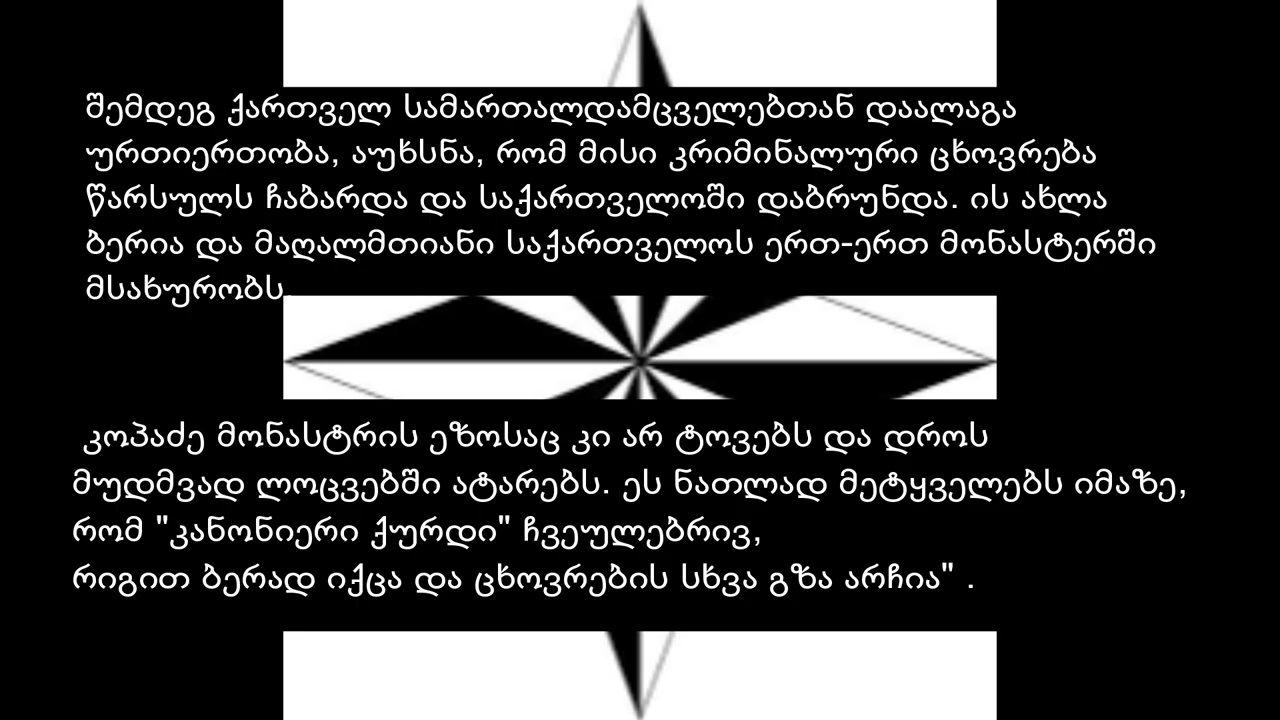 შემდეგ ქართველ სამართალდამცველებთან დაალაგა
ურთიერთობა, აუხსნა, რომ მისი კრიმინალური ცხოვრება
წარსულს ჩაბარდა და საქართველოში დაბრუნდა. ის ახლა
ბერია და მაღალმთიანი საქართველოს ერთ-ერთ მონასტერში
მსახურობს.
კოპაძე მონასტრის ეზოსაც კი არ ტოვებს და დროს
მუდმვად ლოცვებში ატარებს. ეს ნათლად მეტყველებს იმაზე,
რომ "კანონიერი ქურდი" ჩვეულებრივ,
რიგით ბერად იქცა და ცხოვრების სხვა გზა არჩია" .